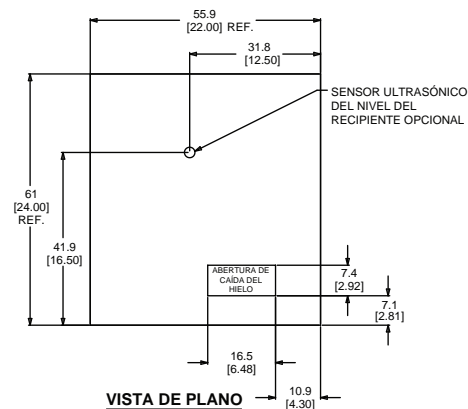 55.9
[22.00] REF.
31.8
[12.50]
SENSOR ULTRASÓNICO
DEL NIVEL DEL
RECIPIENTE OPCIONAL
61
[24.00]
REF.
41.9
[16.50]
ABERTURA DE
CAÍDA DEL
HIELO
7.4
[2.92]
7.1
[2.81]
16.5
[6.48]
10.9
[4.30]
VISTA DE PLANO